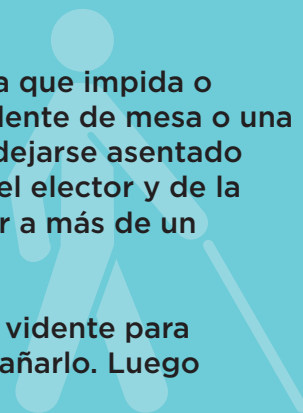 a que impida o
dente de mesa o una
dejarse asentado
el elector y de la
r a más de un
vidente para
añarlo. Luego